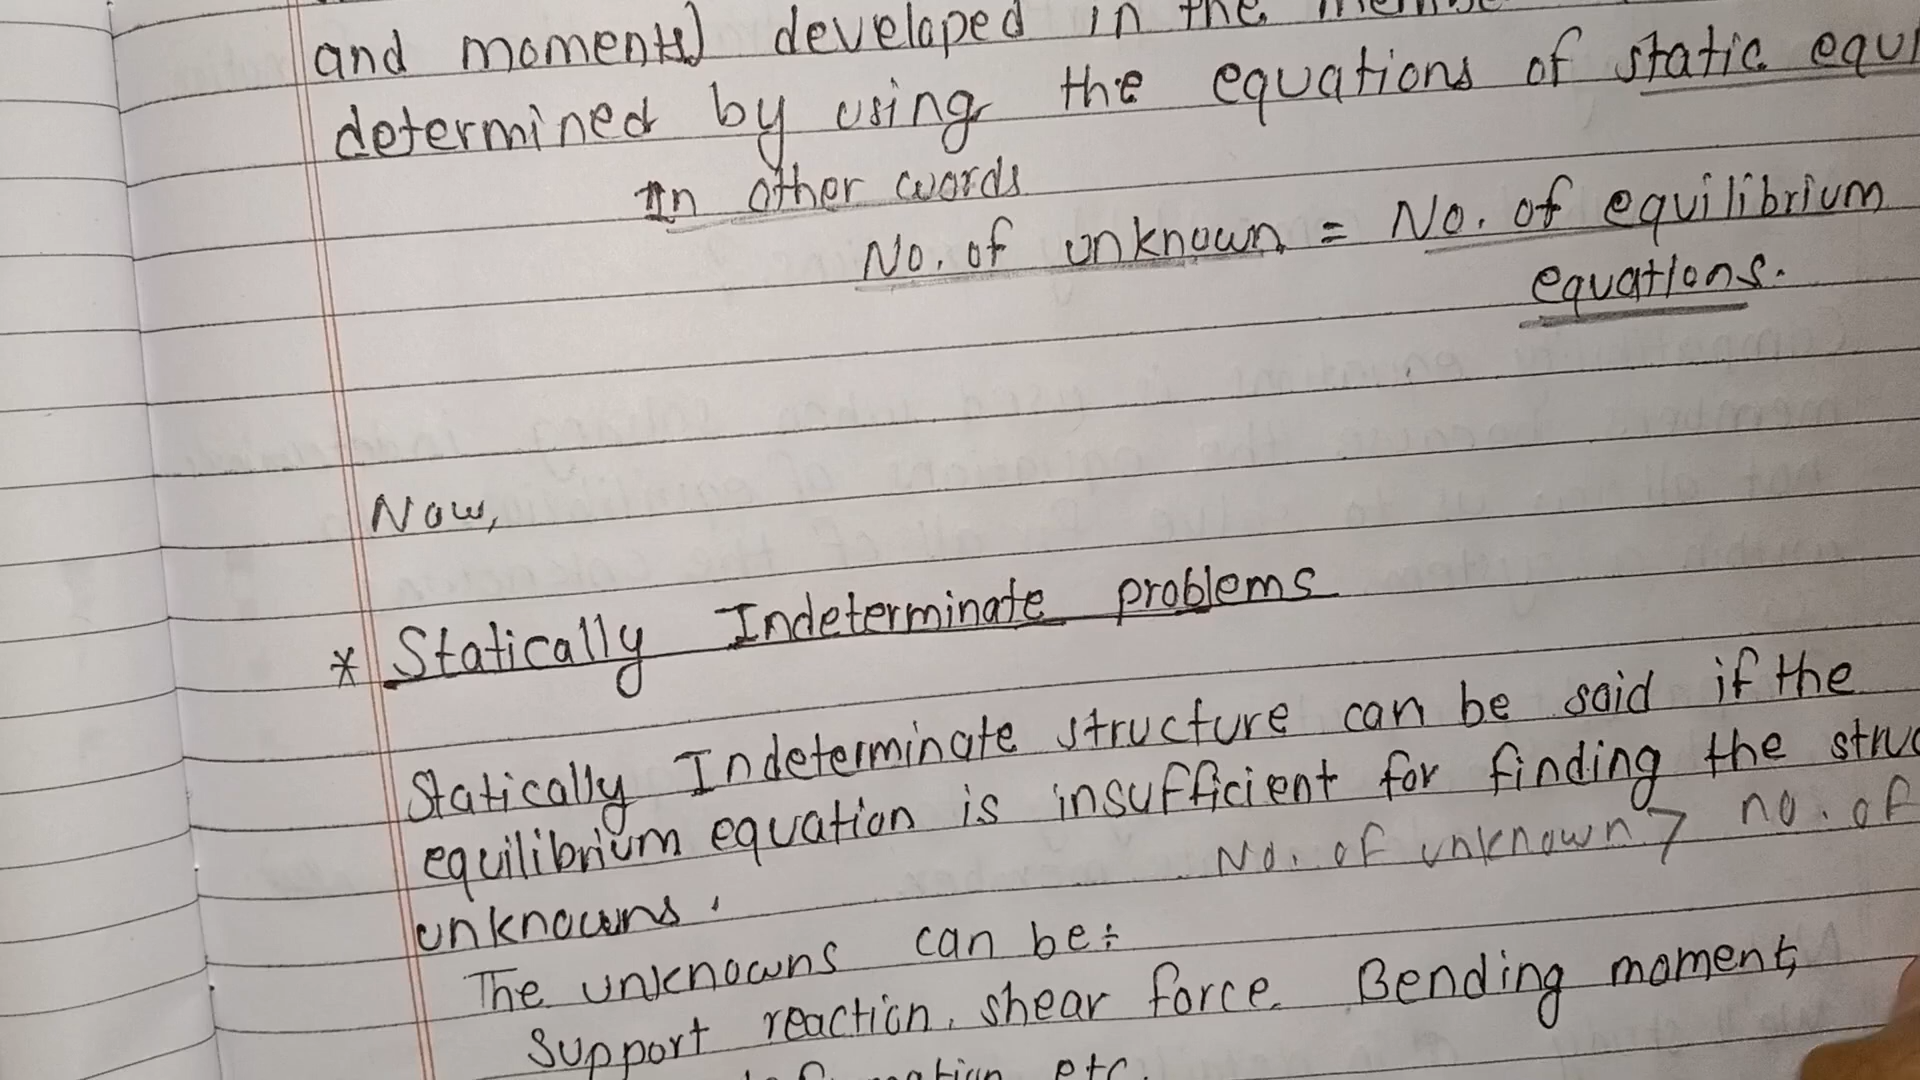 and moments) developed in the
determined by using the equations of static equi
In other words
No. of unknown = No. of equilibrium
equations.
Now,
* Statically Indeterminate problems
Statically Indeterminate structure can be said if the
equilibrium equation is insufficient for finding the struc
No. of unknown > no. of
unknowns.
The unknowns can be:
Support reaction, shear force. Bending moment,
etc.